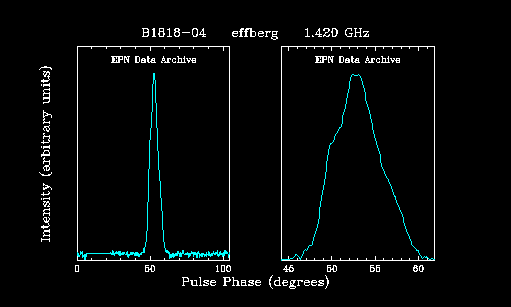 B1818-04 effberg 1.420 GHz
EPN Data Archive EPN Data Archive
Intensity (arbitrary units)
0 50 100 45 50 55 60
Pulse Phase (degrees)